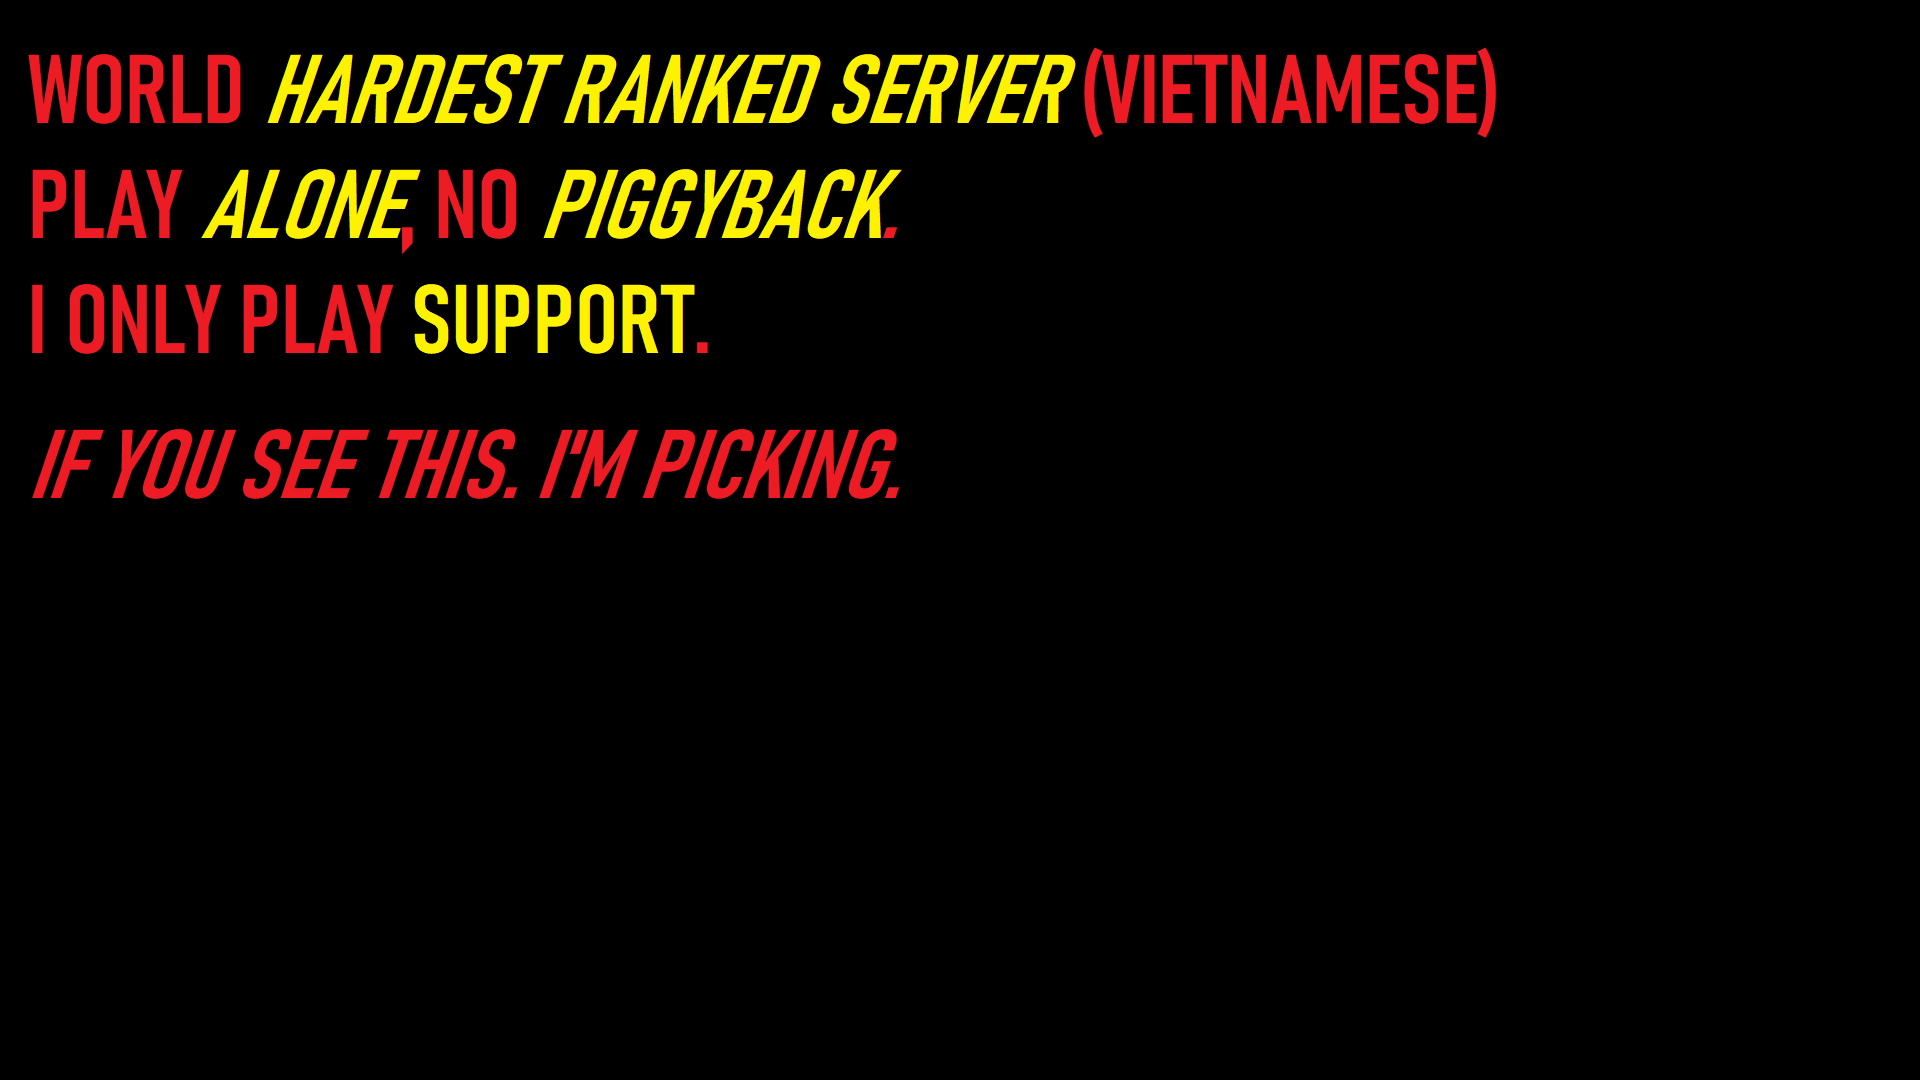 WORLD HARDEST RANKED SERVER (VIETNAMESE)
PLAY ALONE, NO PIGGYBACK.
I ONLY PLAY SUPPORT.
IF YOU SEE THIS. I'M PICKING.